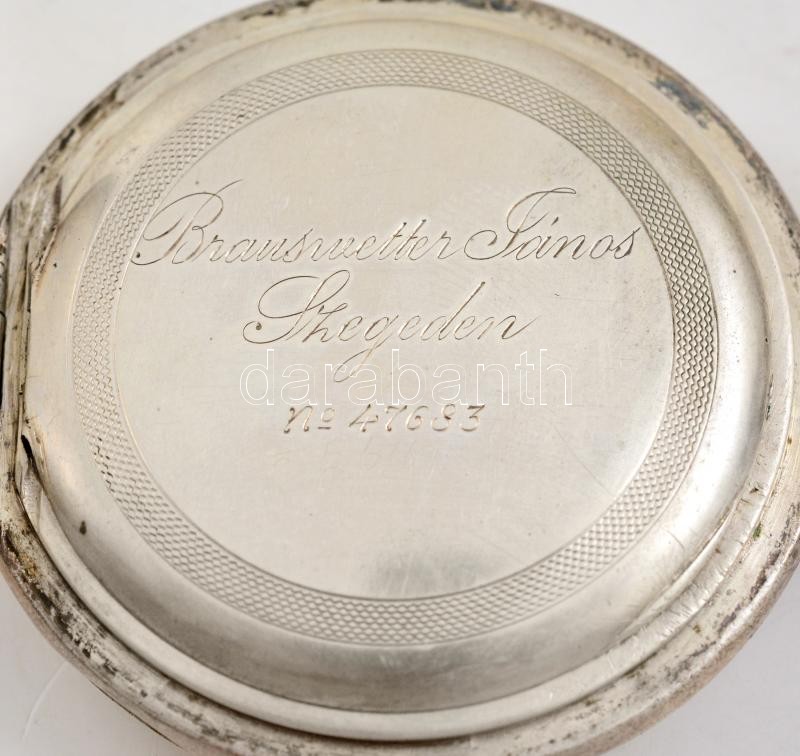 Brauswetter János
Szegeden
darabanth
No 47683